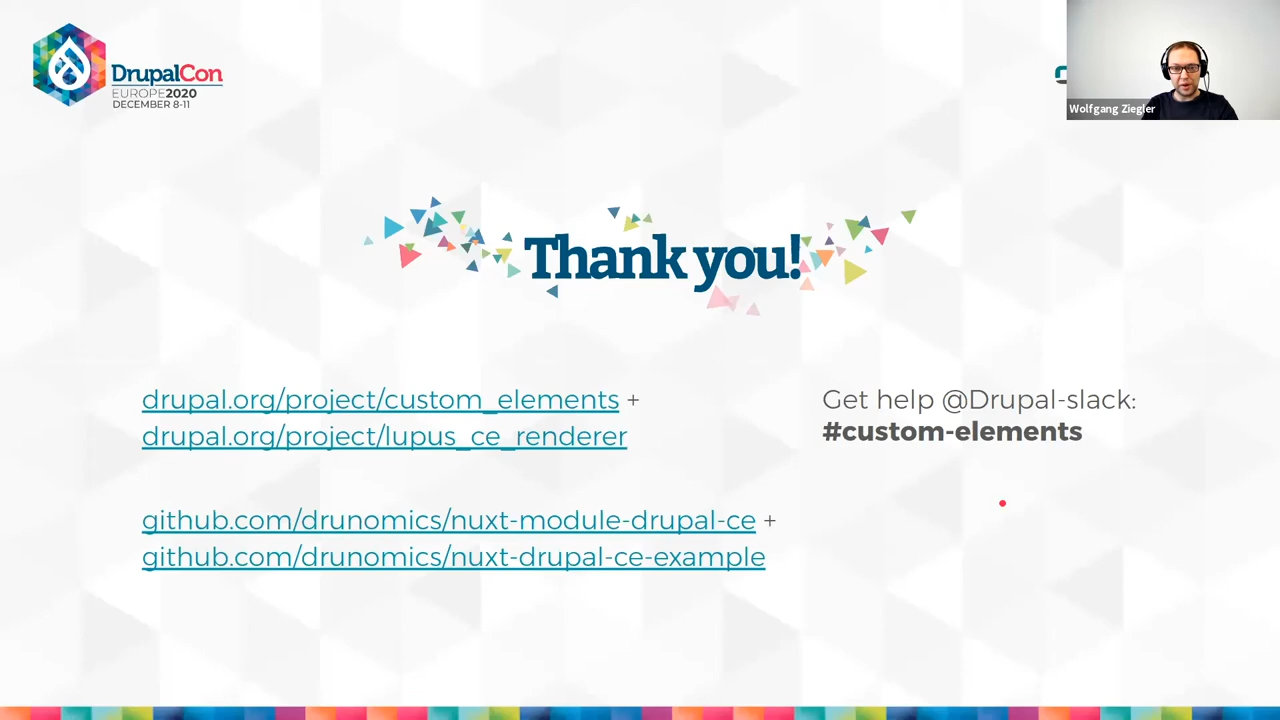 DrupalCon
EUROPE2020
DECEMBER 8-11
Wolfgang Ziegler
Thank you!
drupal.org/project/custom_elements +
drupal.org/project/lupus_ce_renderer
Get help @Drupal-slack:
#custom-elements
github.com/drunomics/nuxt-module-drupal-ce +
github.com/drunomics/nuxt-drupal-ce-example